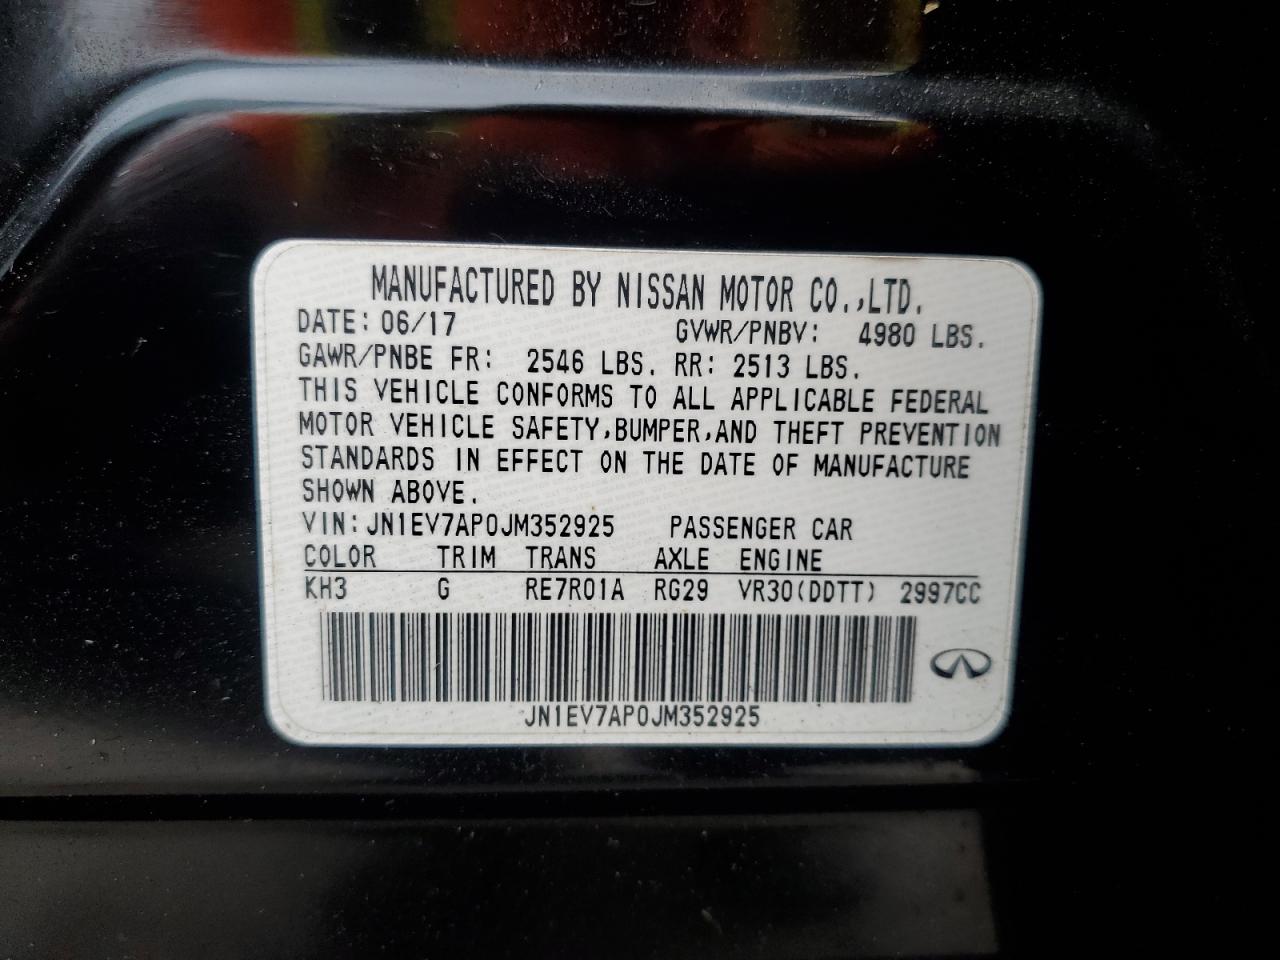 MANUFACTURED BY NISSAN MOTOR CO.,LTD.
DATE: 06/17 GVWR/PNBV: 4980 LBS.
GAWR/PNBE FR: 2546 LBS. RR: 2513 LBS.
THIS VEHICLE CONFORMS TO ALL APPLICABLE FEDERAL
MOTOR VEHICLE SAFETY,BUMPER,AND THEFT PREVENTION
STANDARDS IN EFFECT ON THE DATE OF MANUFACTURE
SHOWN ABOVE.
VIN:JN1EV7AP0JM352925 PASSENGER CAR
COLOR TRIM TRANS AXLE ENGINE
KH3 G RE7R01A RG29 VR30(DDTT) 2997CC
JN1EV7AP0JM352925